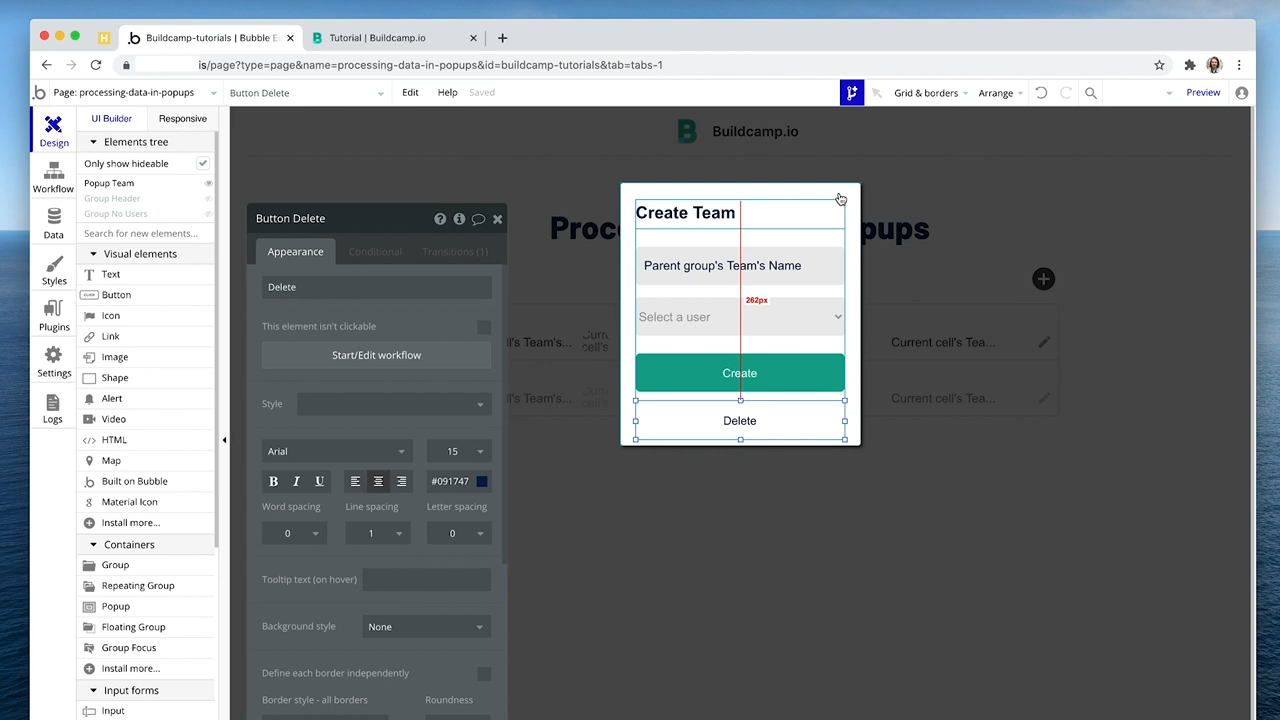 H
Buildcamp-tutorials | Bubble E
Tutorial | Buildcamp.io
is/page?type=page&name=processing-data-in-popups&id=buildcamp-tutorials&tab=tabs-1
Page: processing-data-in-popups
Button Delete
Edit
Help
Saved
Grid & borders
Arrange
Preview
Design
Workflow
Data
Styles
Plugins
Settings
Logs
UI Builder
Responsive
Elements tree
Only show hideable
Popup Team
Group Header
Group No Users
Search for new elements...
Visual elements
Text
CLICK
Button
Icon
Link
Image
Shape
Alert
Video
HTML
Map
Built on Bubble
Material Icon
Install more...
Containers
Group
Repeating Group
Popup
Floating Group
Group Focus
Install more...
Input forms
Input
Button Delete
Appearance
Conditional
Transitions (1)
Delete
This element isn't clickable
Start/Edit workflow
Style
Arial
15
B I U
#091747
Word spacing
Line spacing
Letter spacing
0
1
0
Tooltip text (on hover)
Background style
None
Define each border independently
Border style - all borders
Roundness
Buildcamp.io
Proc
pups
Create Team
Parent group's Team's Name
262px
Select a user
Create
Delete
's Team's...
Current
cell's
Current cell's Tea...
's Team's...
Current cell's Tea...